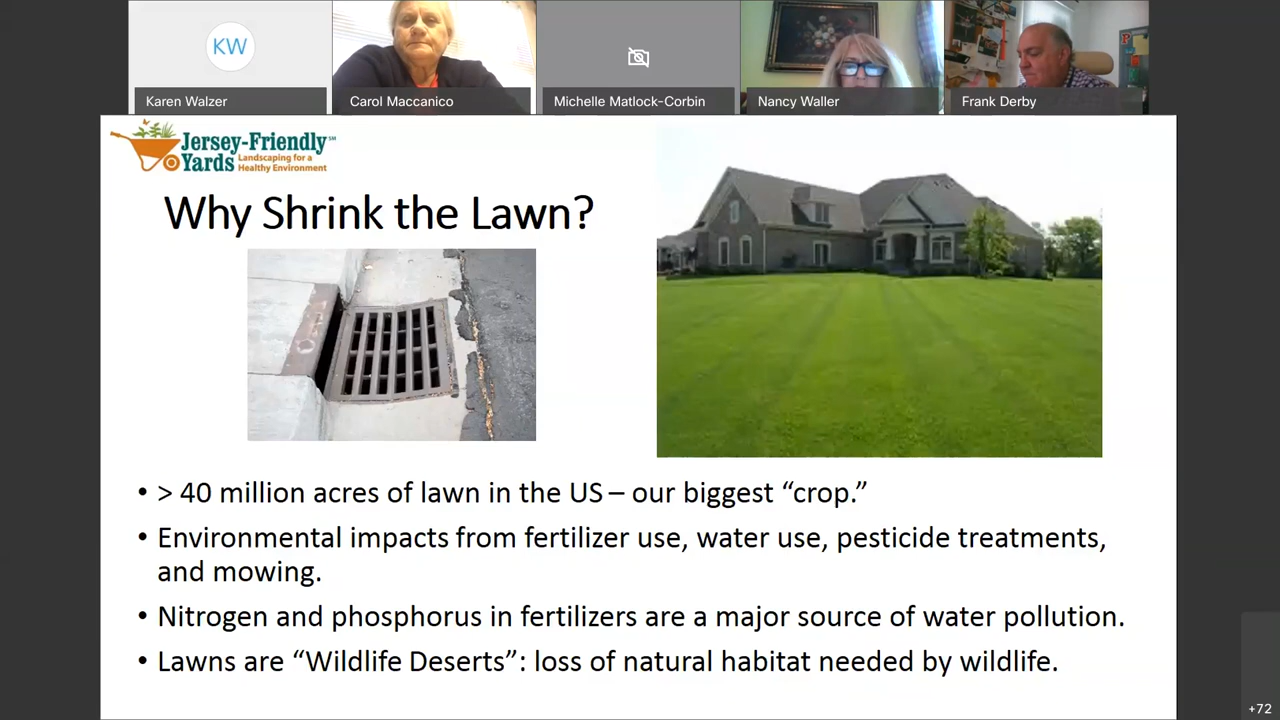 KW
Karen Walzer
Carol Maccanico
Michelle Matlock-Corbin
Nancy Waller
Frank Derby
Jersey-Friendly
Yards
Landscaping for a
Healthy Environment
SM
Why Shrink the Lawn?
• > 40 million acres of lawn in the US – our biggest “crop.”
• Environmental impacts from fertilizer use, water use, pesticide treatments,
and mowing.
• Nitrogen and phosphorus in fertilizers are a major source of water pollution.
• Lawns are “Wildlife Deserts”: loss of natural habitat needed by wildlife.
+72